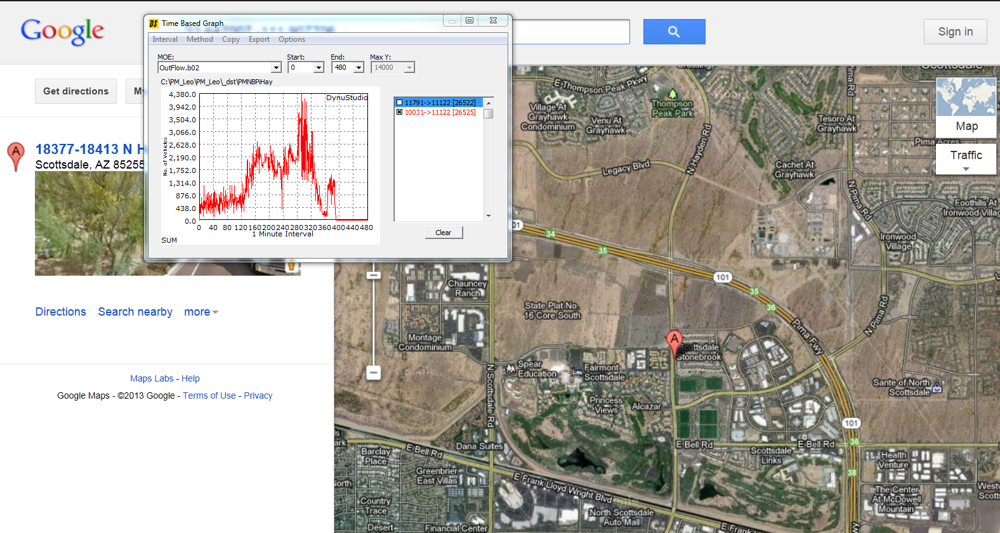 Google
Sign in
Get directions
My
A
18377-18413 N H
Scottsdale, AZ 85255
Directions Search nearby more
Maps Labs - Help
Google Maps - ©2013 Google - Terms of Use - Privacy
DS Time Based Graph
Interval Method Copy Export Options
MOE: Start: End: Max Y:
OutFlow.b02 0 480 14000
C:\PM_Leo\PM_Leo\_dst\PMNBPiHay
DynuStudio
No. of Vehicles
4,380.0
3,942.0
3,504.0
3,066.0
2,628.0
2,190.0
1,752.0
1,314.0
876.0
438.0
0.0
0 40 80 120 160 200 240 280 320 360 400 440 480
1 Minute Interval
SUM
11791->11122 [26522]
10031->11122 [26525]
Clear
Map
Traffic
Crossing
Scottsdale
E Thompson Peak Pkwy
Thompson
Peak Park
Village At
Grayhawk
Condominium
Venu At
Grayhawk
Tesoro At
Grayhawk
Pima Rd
Pima Acres
N Hayden Rd
Legacy Blvd
Cachet At
Grayhawk
N Pima Rd
Foothills At
Ironwood Villag
Ironwood
Village
01
34
35
101
35
36
Pima Fwy
N Pima Rd
Chauncey
Ranch
State Plat No.
16 Core South
Montage
Condominium
A
Scottsdale
Stonebrook
Spear
Education
Fairmont
Scottsdale
N Scottsdale Rd
Princess
Views
Alcazar
Sante of North
Scottsdale
101
36
38
E Bell Rd
E Bell Rd
E Bell Rd
Dana Suites
ls
ark
Barclay
Place
Greenbrier
East Villas
North
Country
Trace
Desert
Financial Center
E Frank Lloyd Wright Blvd
North Scottsdale
Auto Mall
E Frank
Scottsdale
Links
Health
Venture
The Center
At McDowell
Mountain
Westw
Scotts